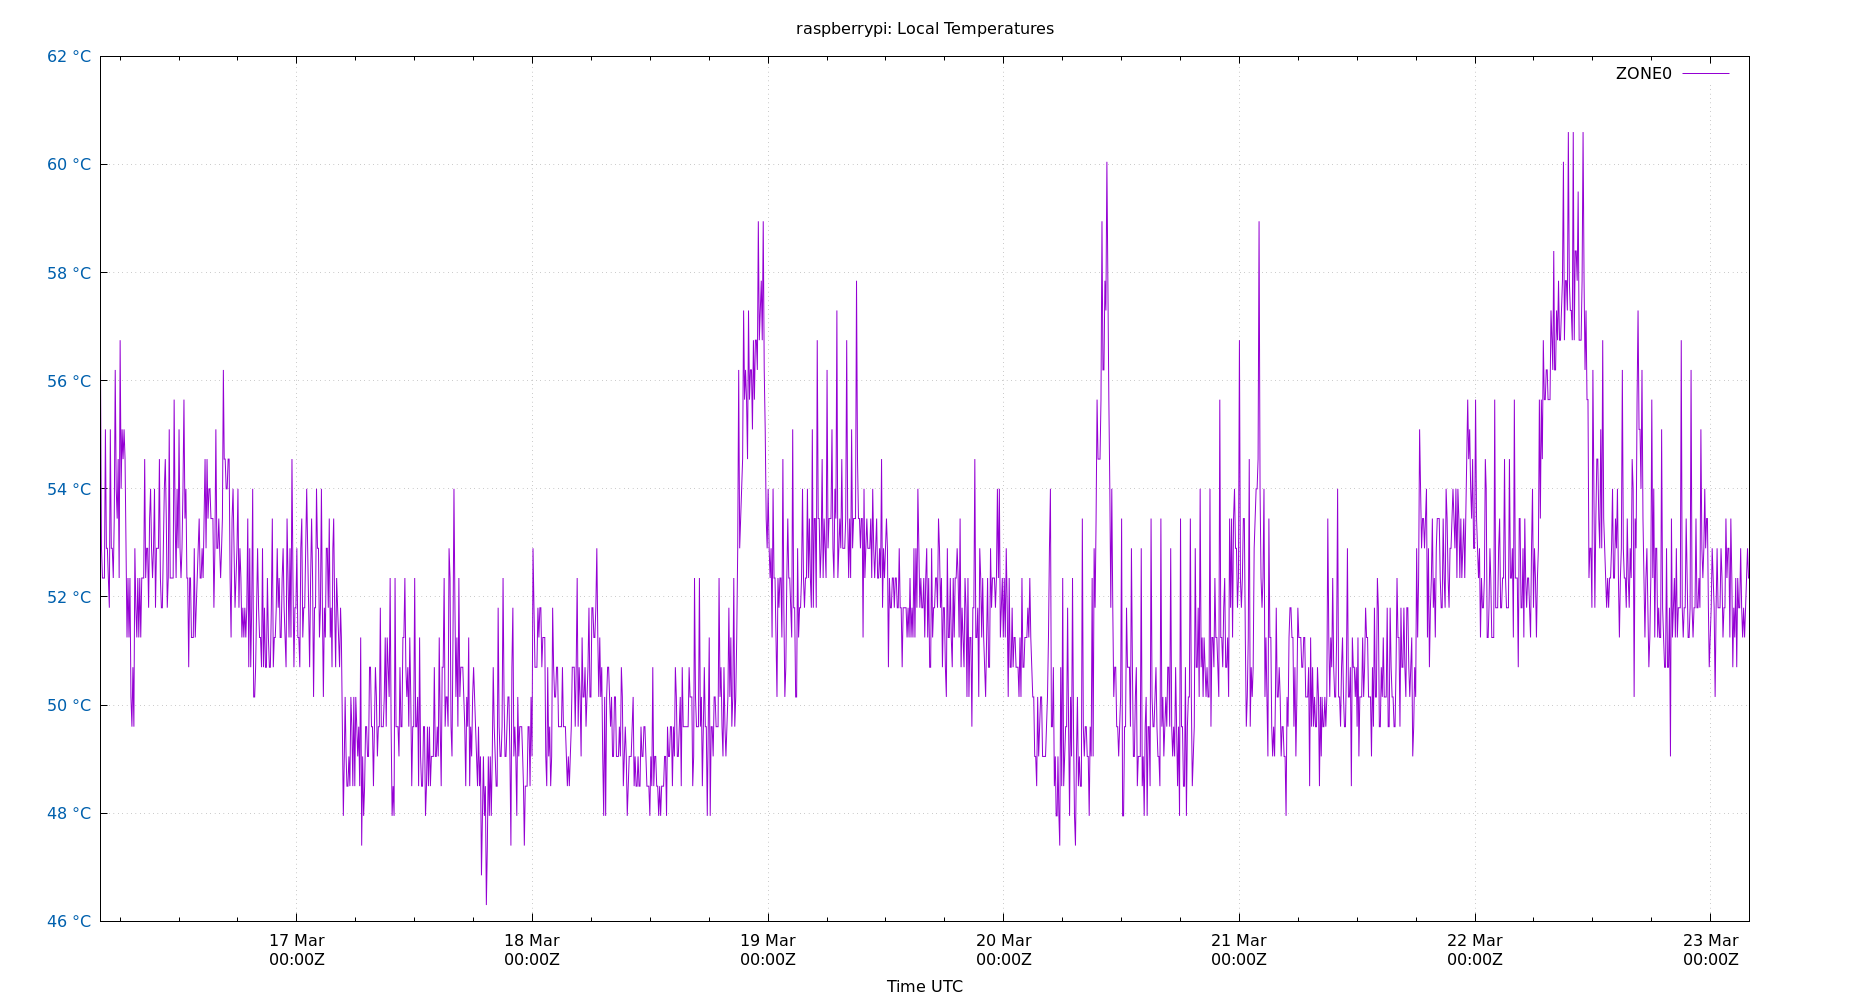 raspberrypi: Local Temperatures
62 °C
ZONE0
60 °C
58 °C
56 °C
54 °C
52 °C
50 °C
48 °C
46 °C
17 Mar 18 Mar 19 Mar 20 Mar 21 Mar 22 Mar 23 Mar
00:00Z 00:00Z 00:00Z 00:00Z 00:00Z 00:00Z 00:00Z
Time UTC